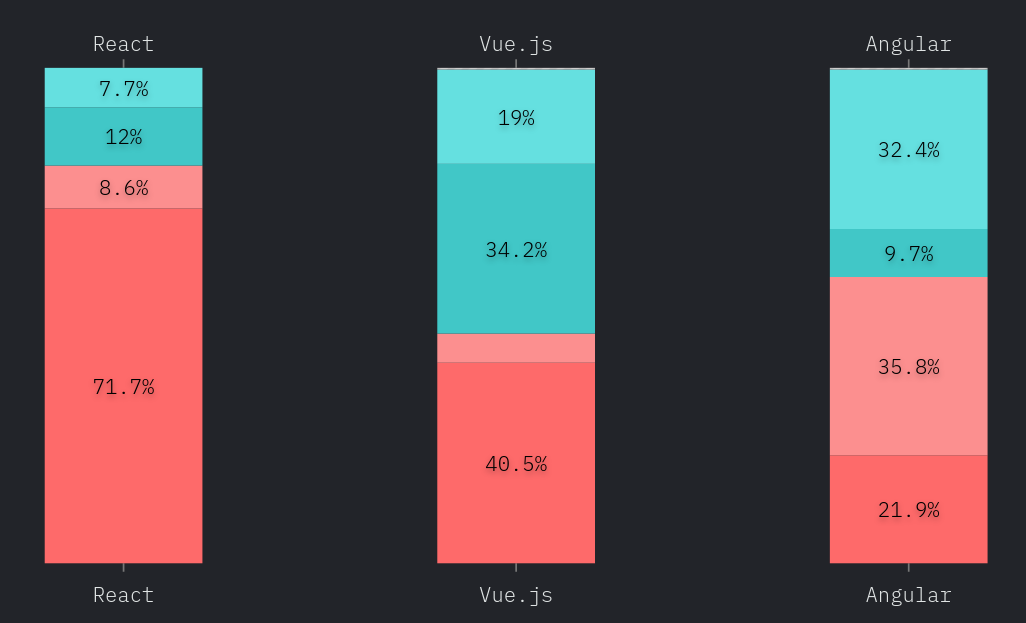 React
Vue.js
Angular
7.7%
12%
8.6%
71.7%
19%
34.2%
40.5%
32.4%
9.7%
35.8%
21.9%
React
Vue.js
Angular